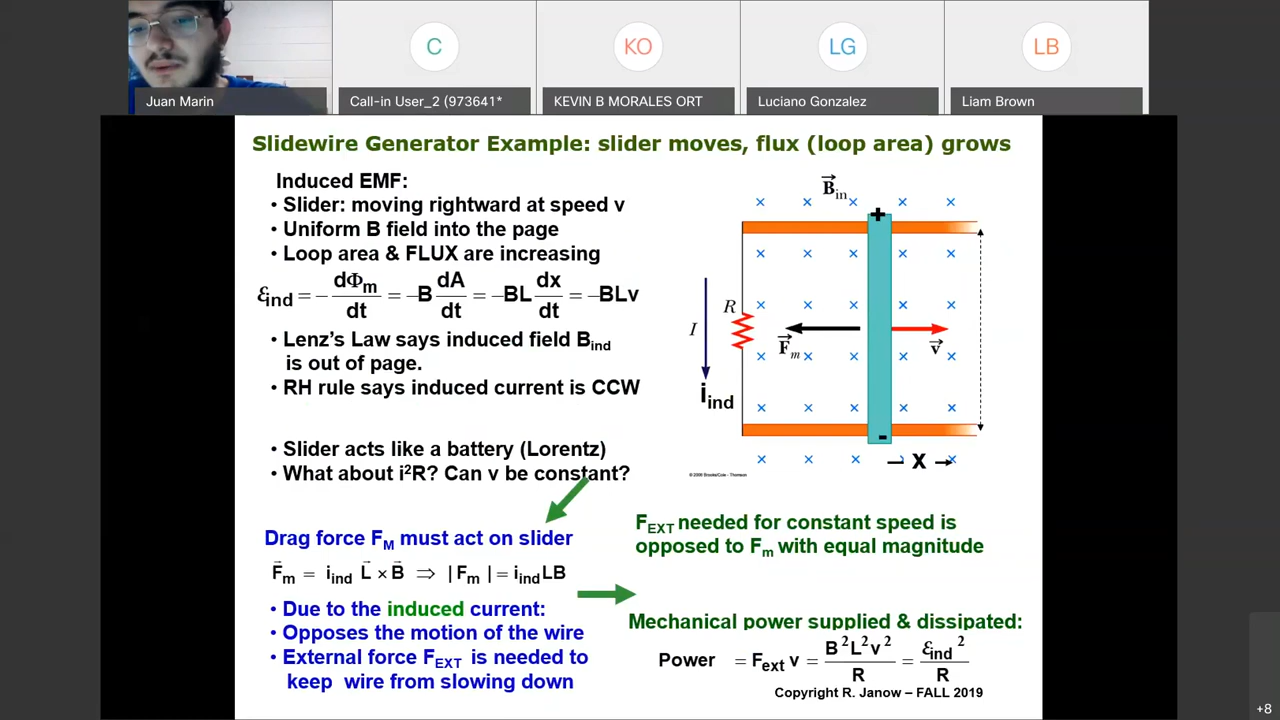 C
KO
LG
LB
Juan Marin
Call-in User_2 (973641*
KEVIN B MORALES ORT
Luciano Gonzalez
Liam Brown
Slidewire Generator Example: slider moves, flux (loop area) grows
Induced EMF:
• Slider: moving rightward at speed v
• Uniform B field into the page
• Loop area & FLUX are increasing
Ɛind = − dΦm/dt = −B dA/dt = −BL dx/dt = −BLv
• Lenz's Law says induced field Bind
is out of page.
• RH rule says induced current is CCW
• Slider acts like a battery (Lorentz)
• What about i²R? Can v be constant?
B⃗in
+
R
I
F⃗m
v⃗
iind
-
x
© 2006 Brooks/Cole - Thomson
Drag force FM must act on slider
F⃗m = iind L⃗ × B⃗ ⇒ | Fm | = iindLB
• Due to the induced current:
• Opposes the motion of the wire
• External force FEXT is needed to
keep wire from slowing down
FEXT needed for constant speed is
opposed to Fm with equal magnitude
Mechanical power supplied & dissipated:
Power = Fext v = B²L²v²/R = Ɛind²/R
Copyright R. Janow – FALL 2019
+8